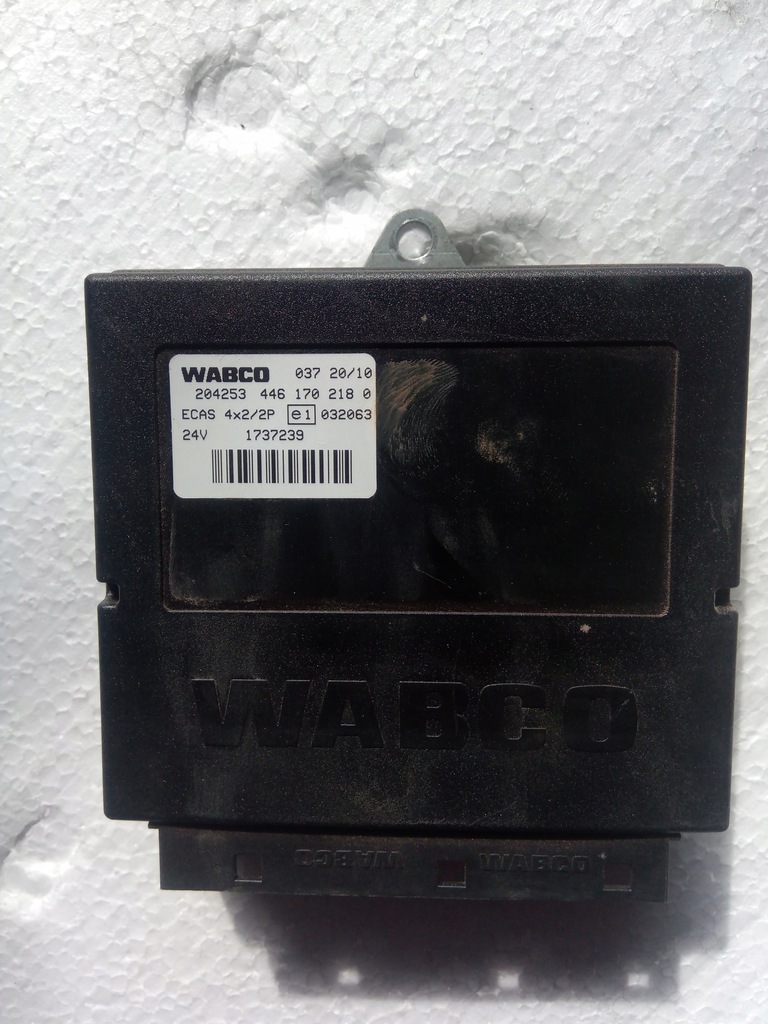 WABCO 037 20/10
204253 446 170 218 0
ECAS 4x2/2P e1 032063
24V 1737239
WABCO
WABCO WABCO